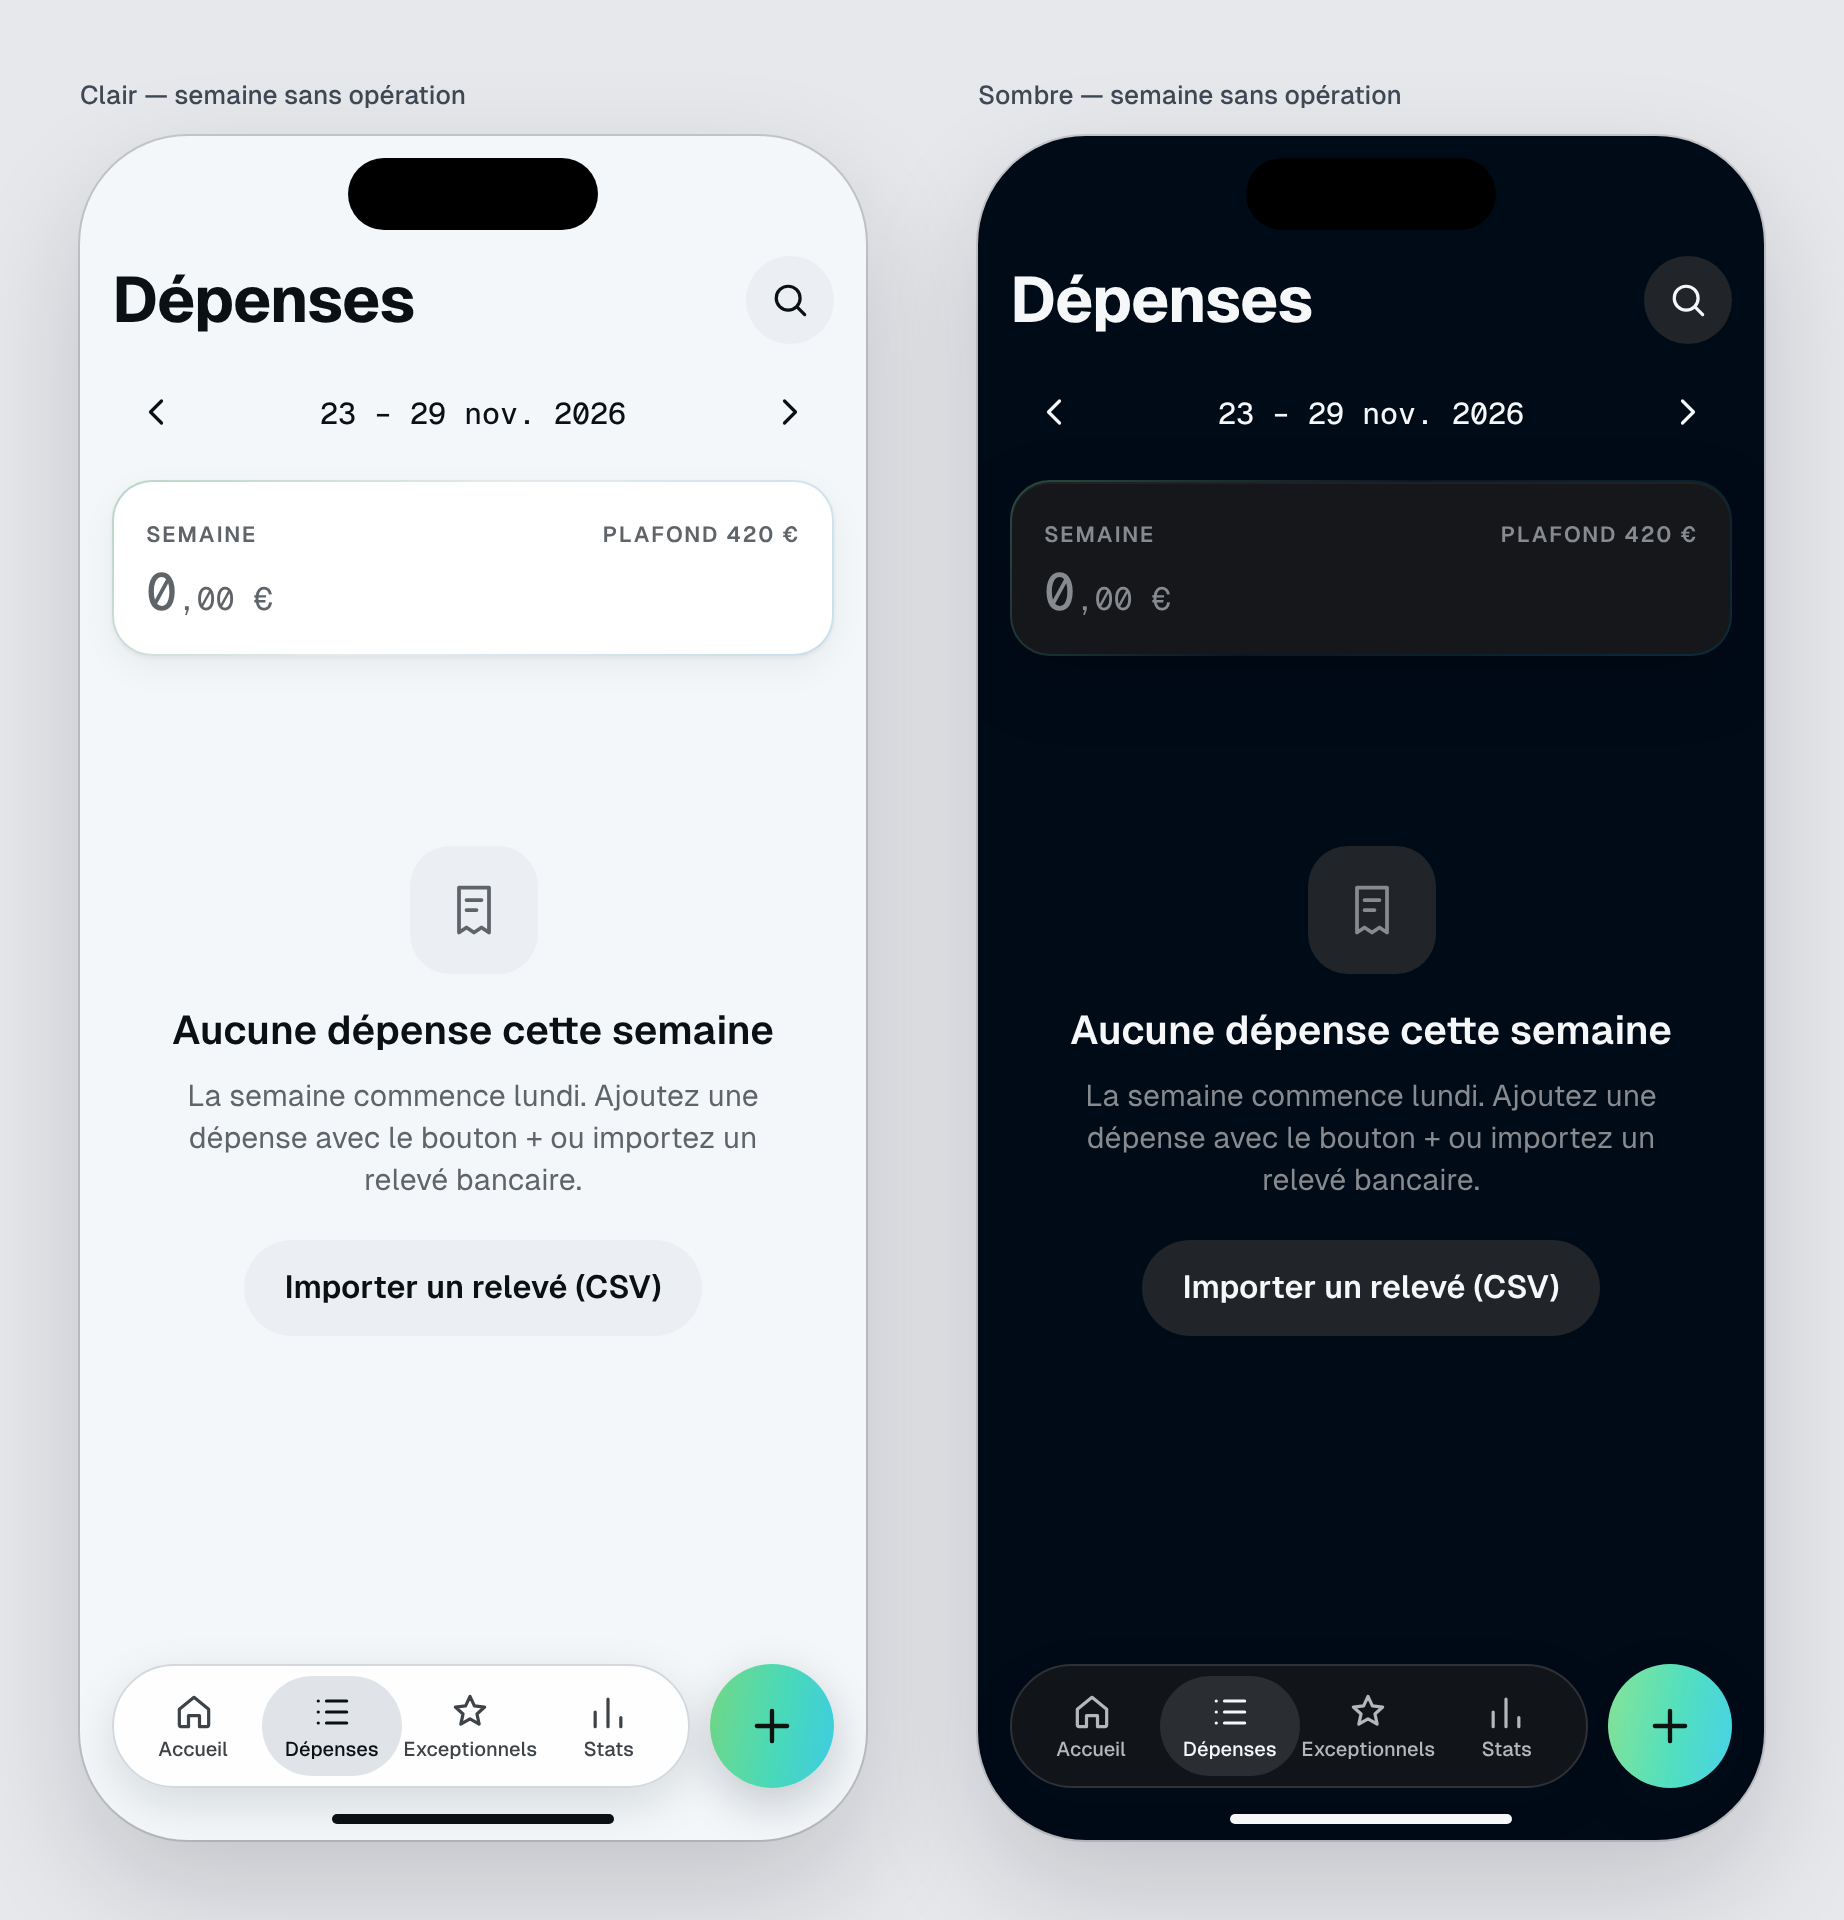 Clair — semaine sans opération
Dépenses
23 – 29 nov. 2026
SEMAINE
PLAFOND 420 €
0,00 €
Aucune dépense cette semaine
La semaine commence lundi. Ajoutez une
dépense avec le bouton + ou importez un
relevé bancaire.
Importer un relevé (CSV)
Accueil
Dépenses
Exceptionnels
Stats
Sombre — semaine sans opération
Dépenses
23 – 29 nov. 2026
SEMAINE
PLAFOND 420 €
0,00 €
Aucune dépense cette semaine
La semaine commence lundi. Ajoutez une
dépense avec le bouton + ou importez un
relevé bancaire.
Importer un relevé (CSV)
Accueil
Dépenses
Exceptionnels
Stats